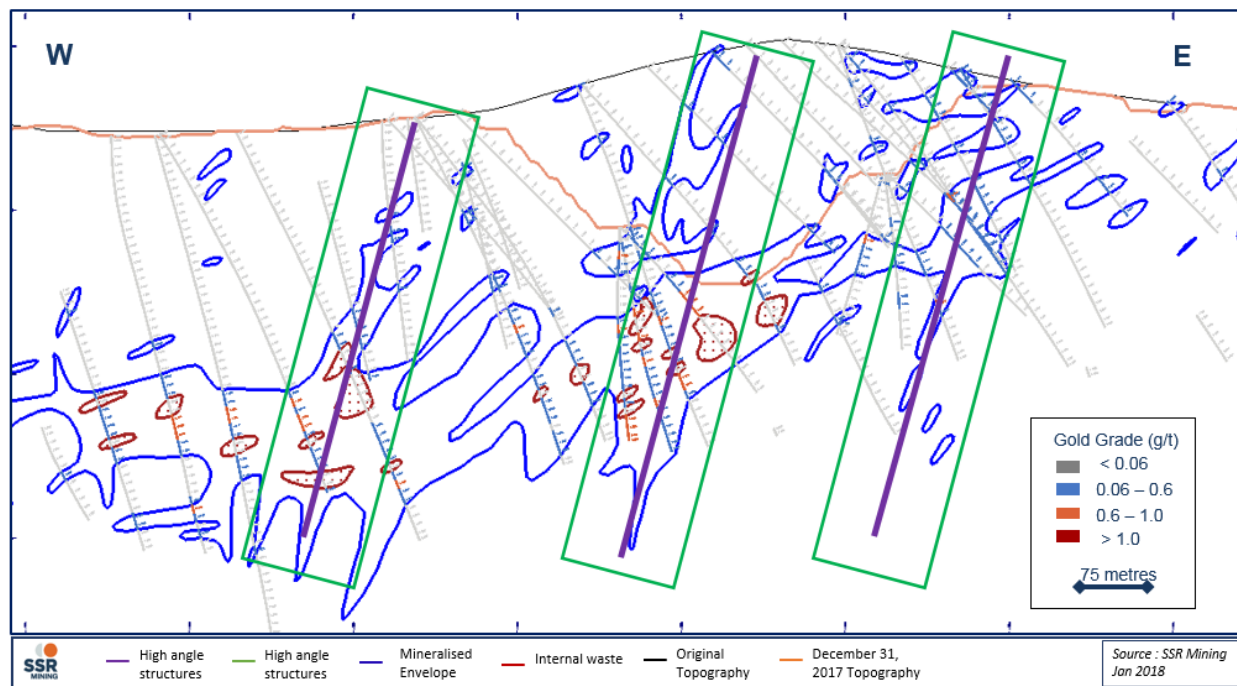 W
E
Gold Grade (g/t)
< 0.06
0.06 – 0.6
0.6 – 1.0
> 1.0
75 metres
SSR
MINING
High angle
structures
High angle
structures
Mineralised
Envelope
Internal waste
Original
Topography
December 31,
2017 Topography
Source : SSR Mining
Jan 2018